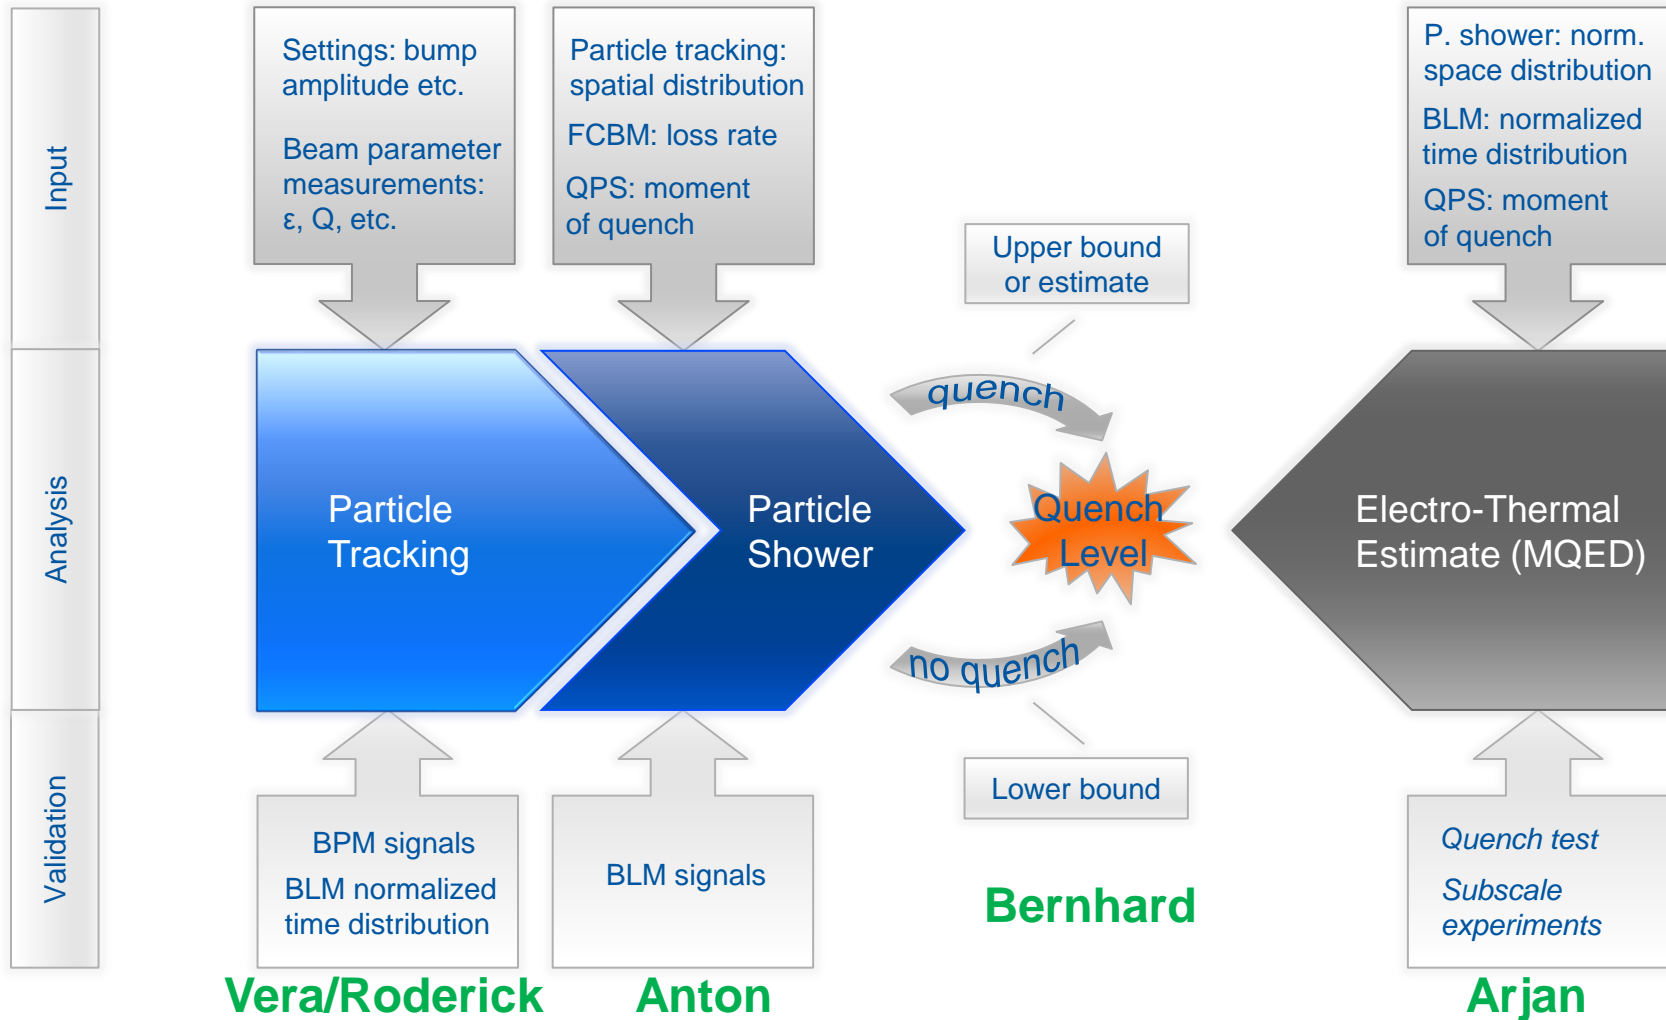 Input
Settings: bump
amplitude etc.
Beam parameter
measurements:
ε, Q, etc.
Particle tracking:
spatial distribution
FCBM: loss rate
QPS: moment
of quench
P. shower: norm.
space distribution
BLM: normalized
time distribution
QPS: moment
of quench
Upper bound
or estimate
Analysis
Particle
Tracking
Particle
Shower
quench
Quench
Level
no quench
Electro-Thermal
Estimate (MQED)
Lower bound
Validation
BPM signals
BLM normalized
time distribution
BLM signals
Quench test
Subscale
experiments
Bernhard
Vera/Roderick
Anton
Arjan